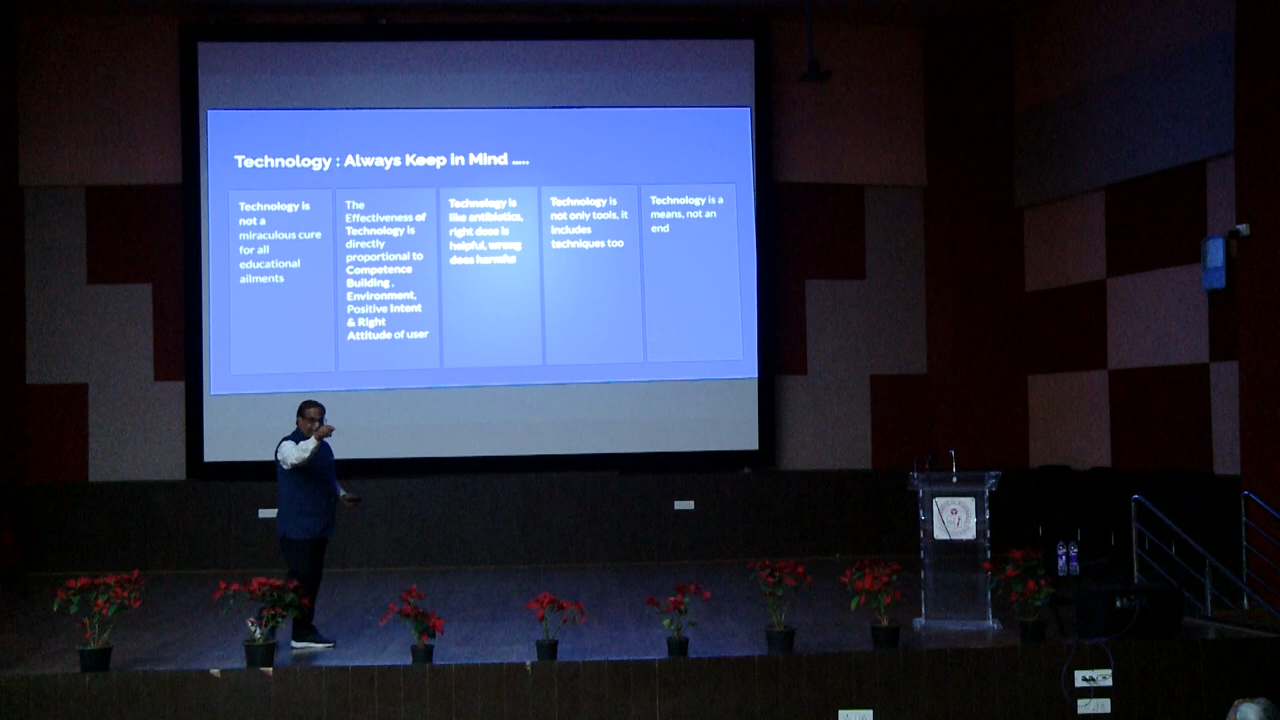 Technology : Always Keep in Mind .....
Technology is
not a
miraculous cure
for all
educational
ailments
The
Effectiveness of
Technology is
directly
proportional to
Competence
Building ,
Environment,
Positive Intent
& Right
Attitude of user
Technology is
like antibiotics,
right dose is
helpful, wrong
does harmful
Technology is
not only tools, it
includes
techniques too
Technology is a
means, not an
end